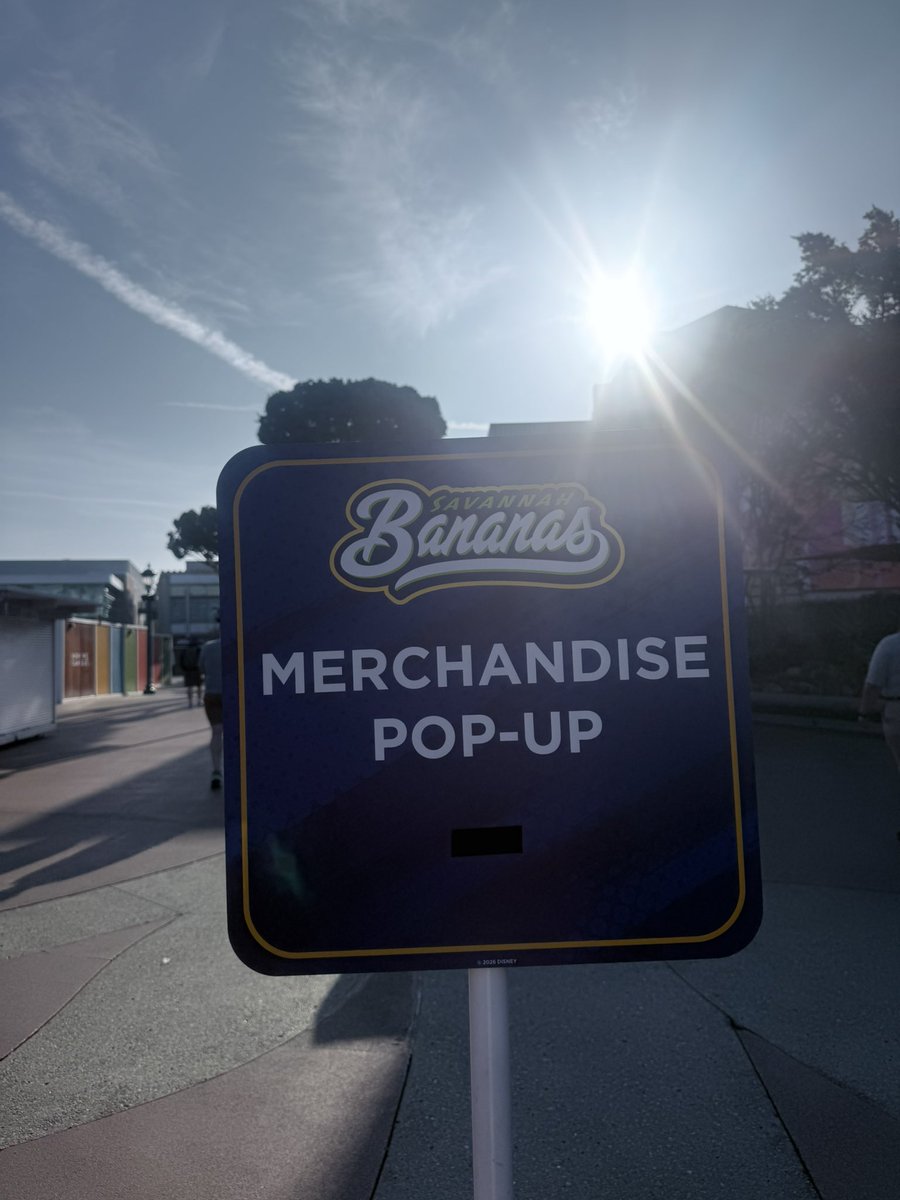 SAVANNAH
Bananas
MERCHANDISE
POP-UP
© 2026 DISNEY